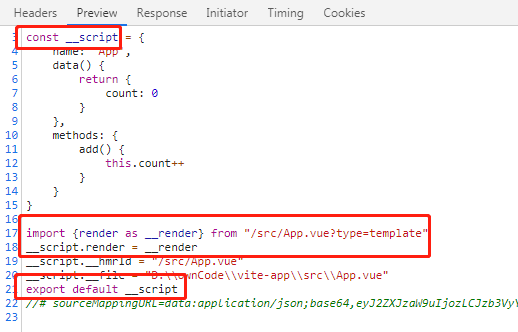 Headers Preview Response Initiator Timing Cookies
3 const __script = {
4 name: 'App',
5 data() {
6 return {
7 count: 0
8 }
9 },
10 methods: {
11 add() {
12 this.count++
13 }
14 }
15 }
16
17 import {render as __render} from "/src/App.vue?type=template"
18 __script.render = __render
19 __script.__hmrId = "/src/App.vue"
20 __script.__file = "D:\\ownCode\\vite-app\\src\\App.vue"
21 export default __script
22 //# sourceMappingURL=data:application/json;base64,eyJ2ZXJzaW9uIjozLCJzb3VyY
23